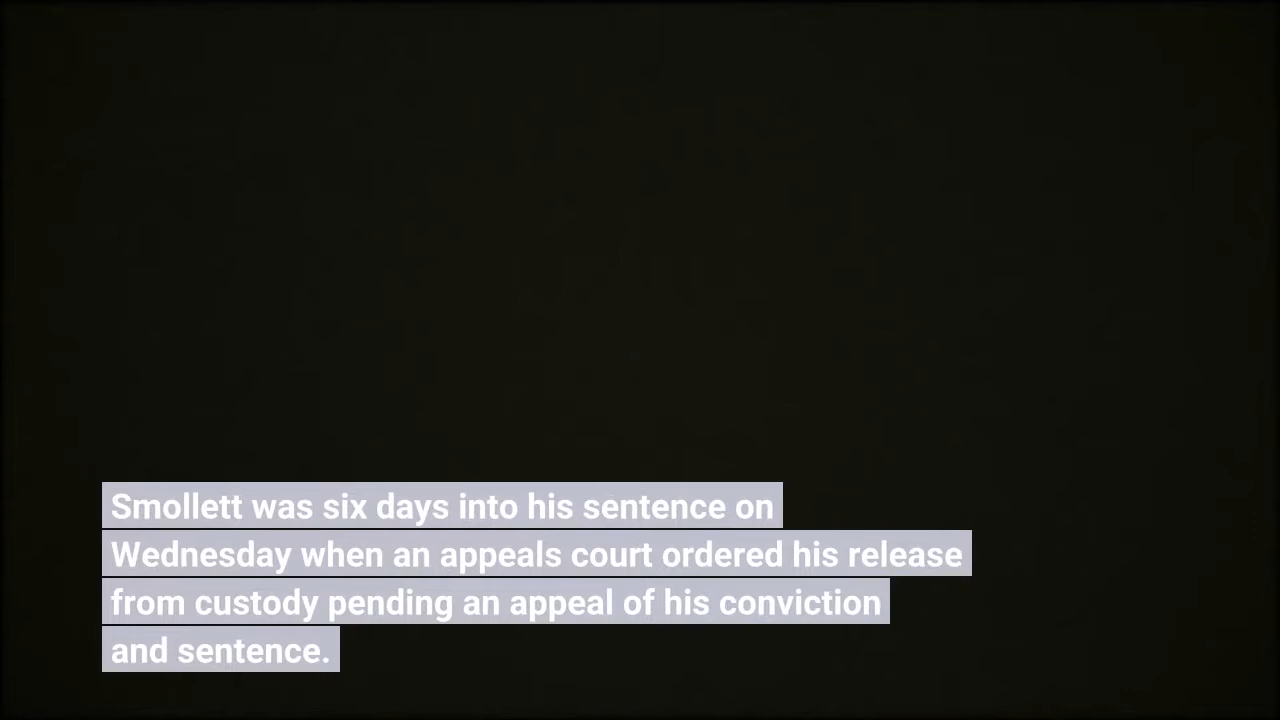 Smollett was six days into his sentence on
Wednesday when an appeals court ordered his release
from custody pending an appeal of his conviction
and sentence.